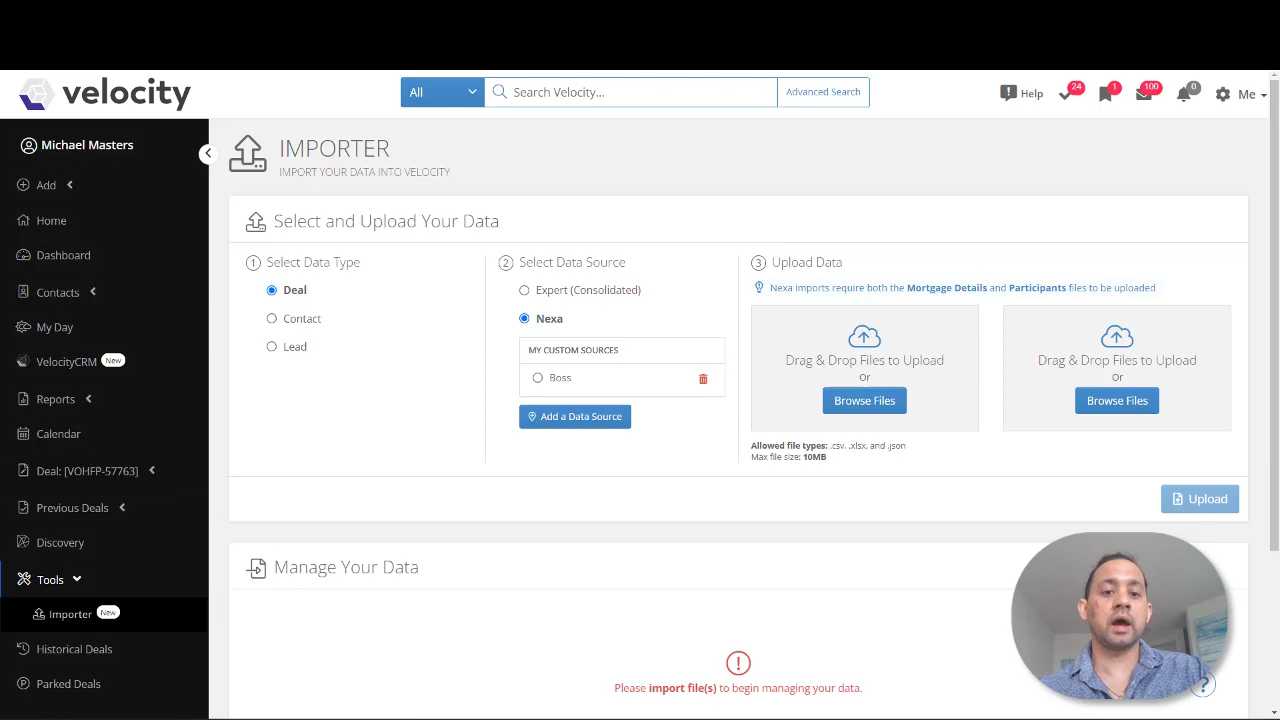 velocity
All
Search Velocity...
Advanced Search
Help
24
1
100
0
Me
Michael Masters
Add
Home
Dashboard
Contacts
My Day
VelocityCRM New
Reports
Calendar
Deal: [VOHFP-57763]
Previous Deals
Discovery
Tools
Importer New
Historical Deals
Parked Deals
IMPORTER
IMPORT YOUR DATA INTO VELOCITY
Select and Upload Your Data
1 Select Data Type
Deal
Contact
Lead
2 Select Data Source
Expert (Consolidated)
Nexa
MY CUSTOM SOURCES
Boss
Add a Data Source
3 Upload Data
Nexa imports require both the Mortgage Details and Participants files to be uploaded
Drag & Drop Files to Upload
Or
Browse Files
Drag & Drop Files to Upload
Or
Browse Files
Allowed file types: .csv, .xlsx, and .json
Max file size: 10MB
Upload
Manage Your Data
!
Please import file(s) to begin managing your data.
?